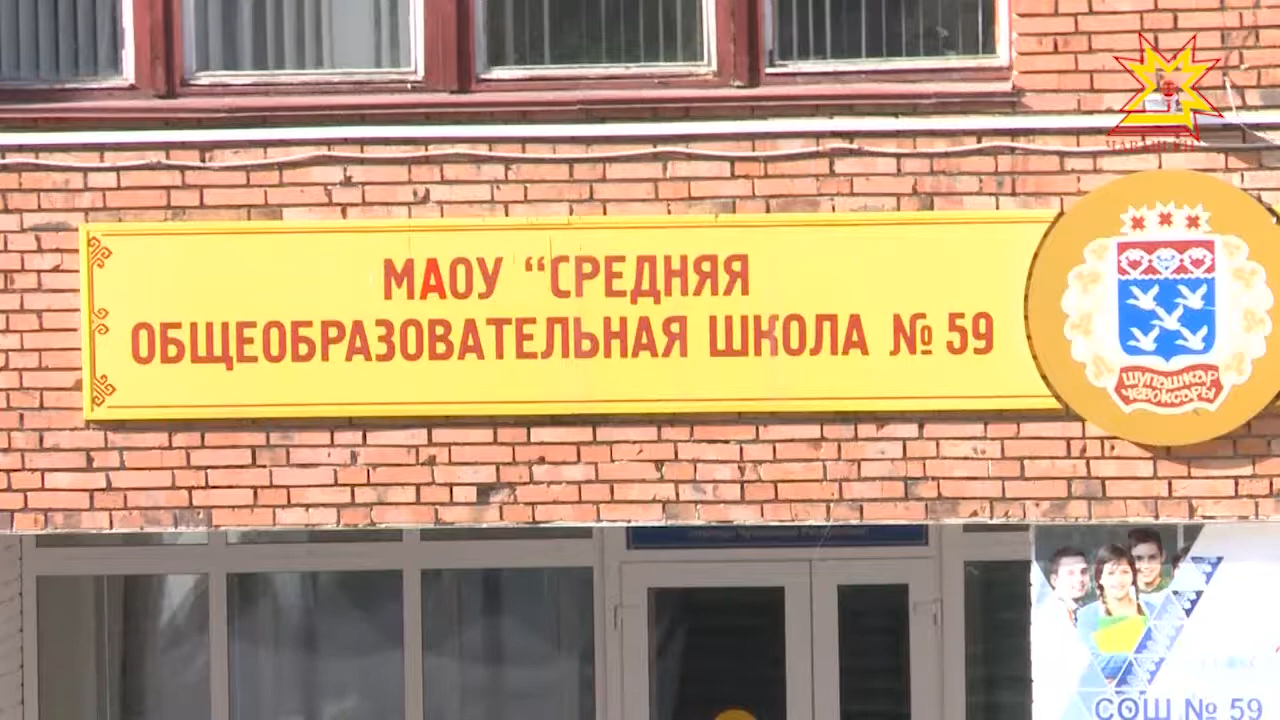 МАОУ “СРЕДНЯЯ
ОБЩЕОБРАЗОВАТЕЛЬНАЯ ШКОЛА № 59
ШУПАШКАР
ЧЕБОКСАРЫ
СОШ № 59